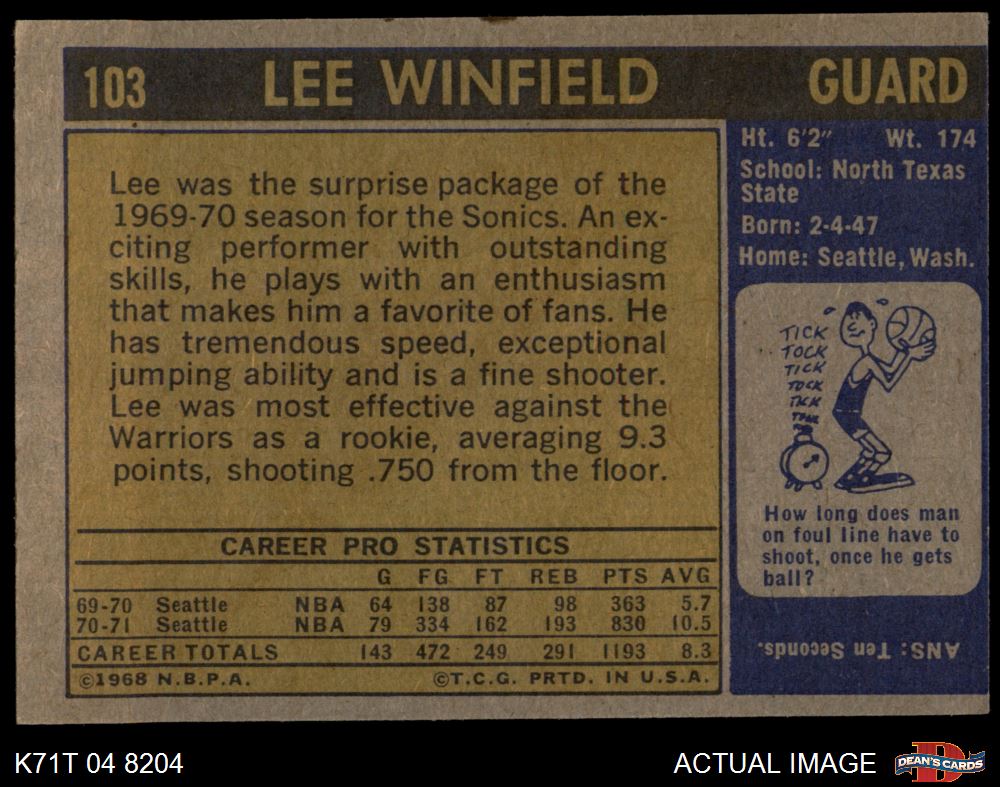 103 LEE WINFIELD GUARD
Lee was the surprise package of the
1969-70 season for the Sonics. An ex-
citing performer with outstanding
skills, he plays with an enthusiasm
that makes him a favorite of fans. He
has tremendous speed, exceptional
jumping ability and is a fine shooter.
Lee was most effective against the
Warriors as a rookie, averaging 9.3
points, shooting .750 from the floor.
CAREER PRO STATISTICS
G FG FT REB PTS AVG
69-70 Seattle NBA 64 138 87 98 363 5.7
70-71 Seattle NBA 79 334 162 193 830 10.5
CAREER TOTALS 143 472 249 291 1193 8.3
©1968 N.B.P.A. ©T.C.G. PRTD. IN U.S.A.
Ht. 6'2" Wt. 174
School: North Texas
State
Born: 2-4-47
Home: Seattle, Wash.
TICK
TOCK
TICK
TOCK
TICK
TOCK
How long does man
on foul line have to
shoot, once he gets
ball?
ANS: Ten Seconds.
K71T 04 8204 ACTUAL IMAGE
DEAN'S CARDS